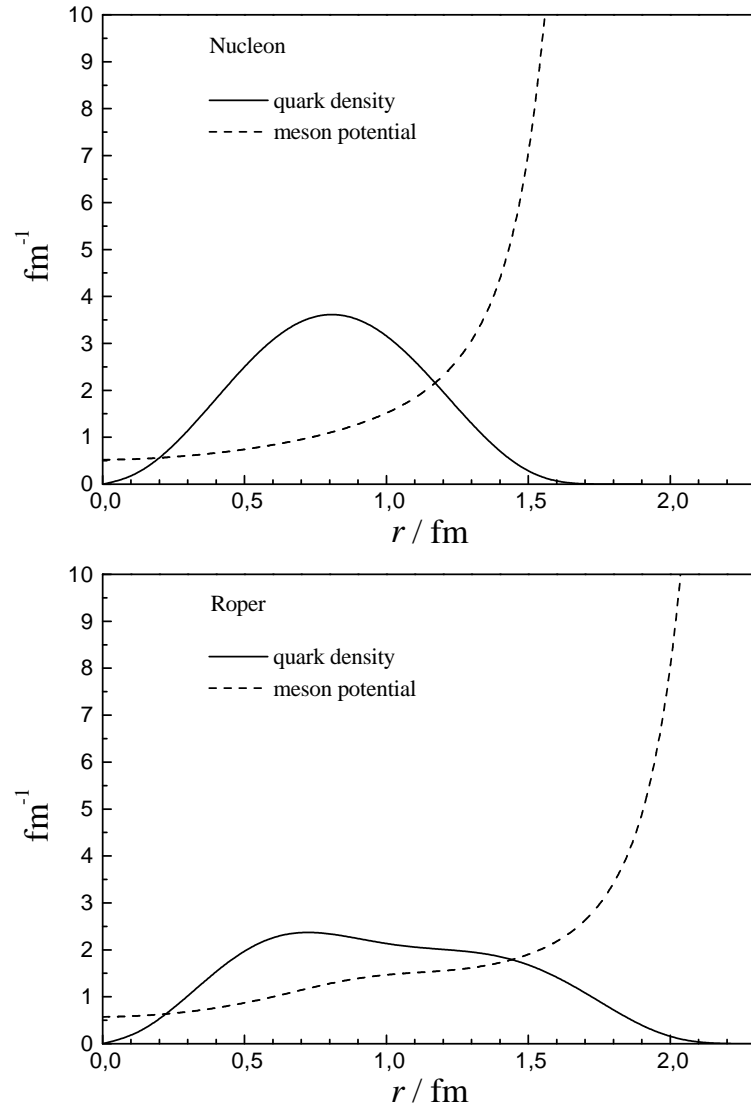 10
Nucleon
9
quark density
8
meson potential
7
6
5
fm⁻¹
4
3
2
1
0
0,0 0,5 1,0 1,5 2,0
r / fm
10
Roper
9
quark density
8
meson potential
7
6
5
fm⁻¹
4
3
2
1
0
0,0 0,5 1,0 1,5 2,0
r / fm